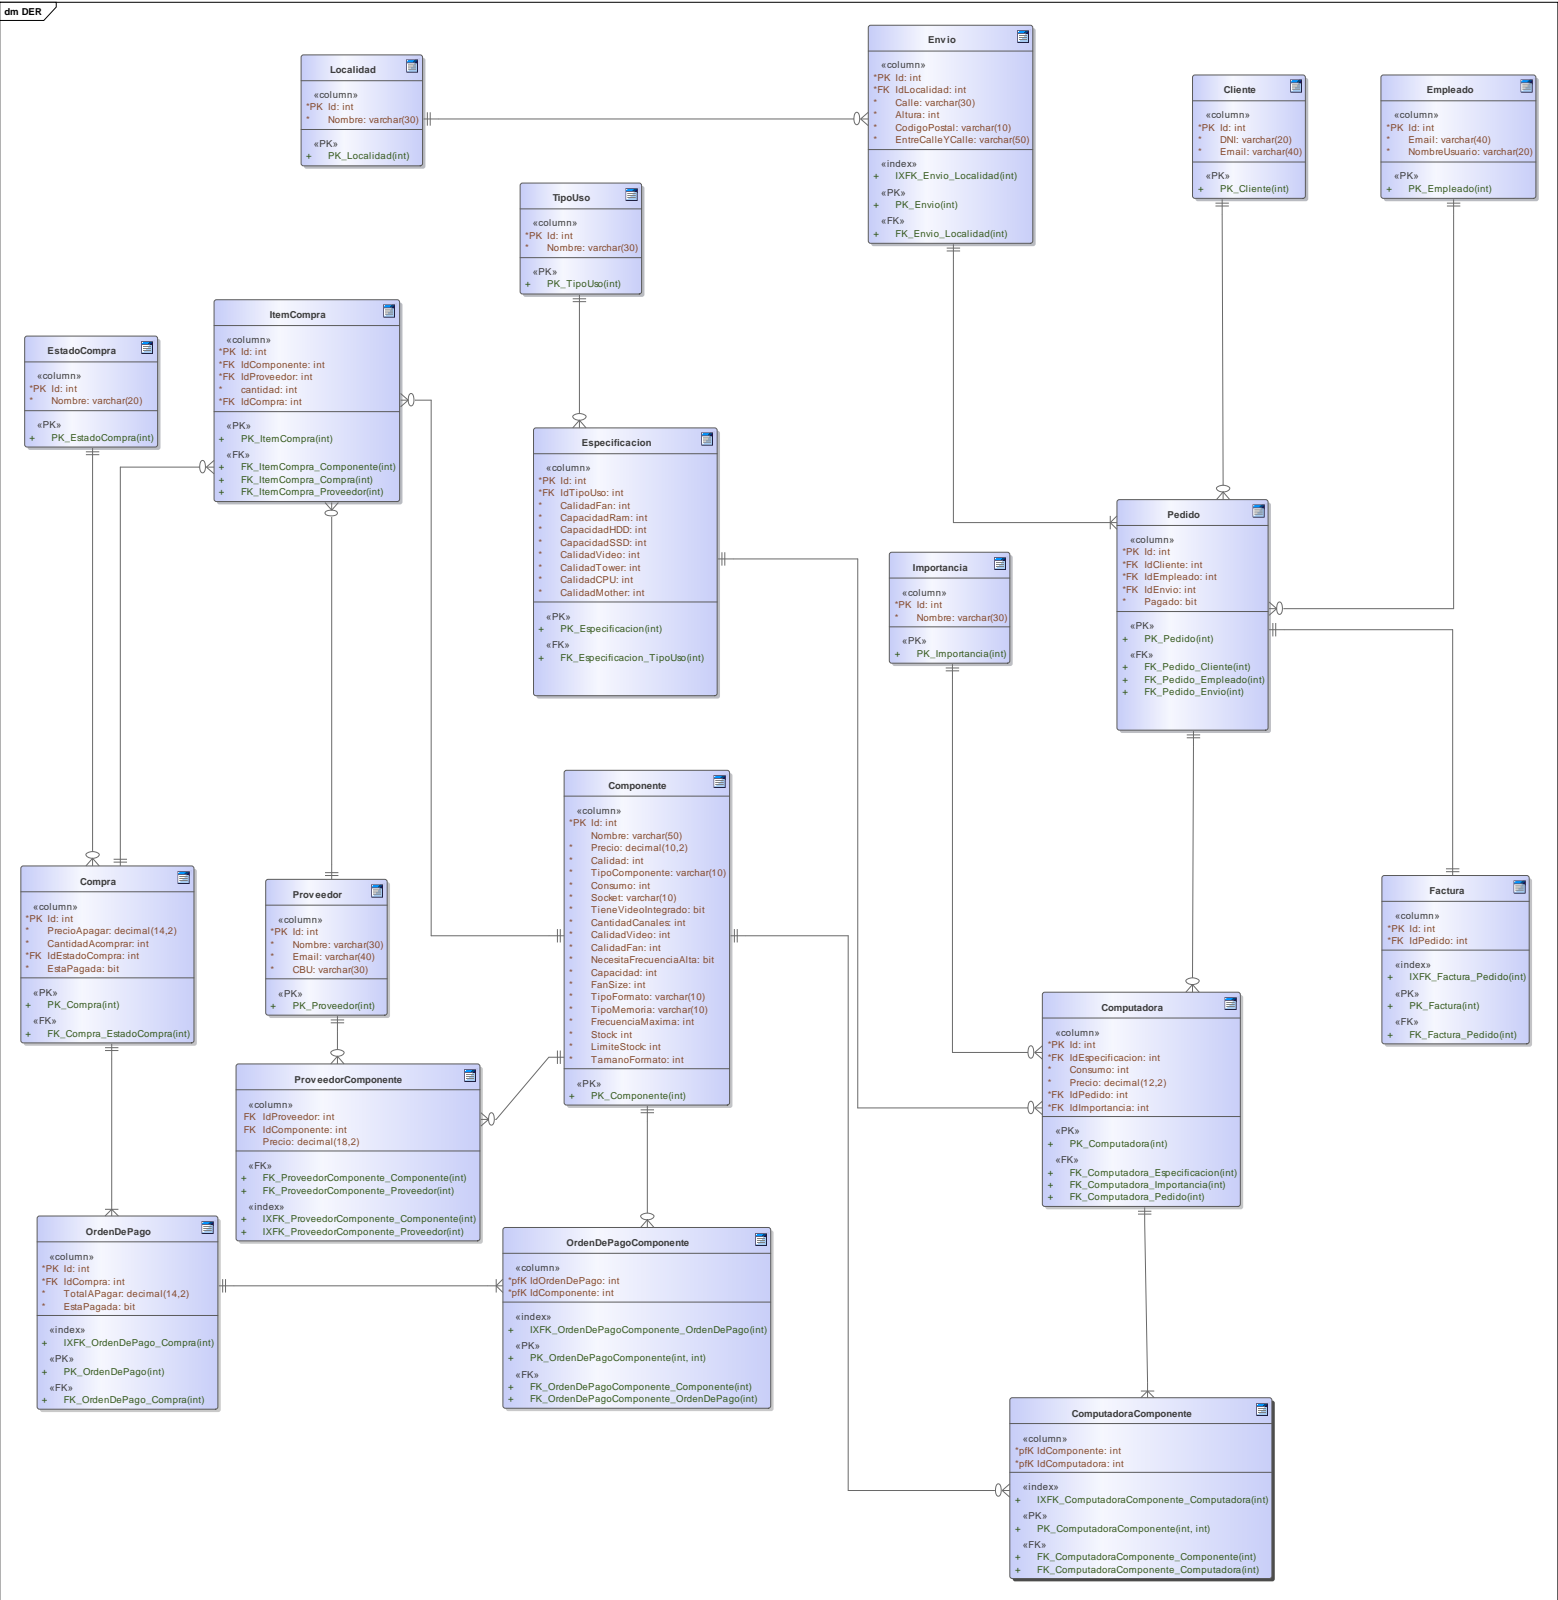 dm DER
Localidad
«column»
*PK Id: int
* Nombre: varchar(30)
«PK»
+ PK_Localidad(int)
Envio
«column»
*PK Id: int
*FK IdLocalidad: int
* Calle: varchar(30)
* Altura: int
* CodigoPostal: varchar(10)
* EntreCalleYCalle: varchar(50)
«index»
+ IXFK_Envio_Localidad(int)
«PK»
+ PK_Envio(int)
«FK»
+ FK_Envio_Localidad(int)
Cliente
«column»
*PK Id: int
* DNI: varchar(20)
* Email: varchar(40)
«PK»
+ PK_Cliente(int)
Empleado
«column»
*PK Id: int
* Email: varchar(40)
* NombreUsuario: varchar(20)
«PK»
+ PK_Empleado(int)
TipoUso
«column»
*PK Id: int
* Nombre: varchar(30)
«PK»
+ PK_TipoUso(int)
ItemCompra
«column»
*PK Id: int
*FK IdComponente: int
*FK IdProveedor: int
* cantidad: int
*FK IdCompra: int
«PK»
+ PK_ItemCompra(int)
«FK»
+ FK_ItemCompra_Componente(int)
+ FK_ItemCompra_Compra(int)
+ FK_ItemCompra_Proveedor(int)
EstadoCompra
«column»
*PK Id: int
* Nombre: varchar(20)
«PK»
+ PK_EstadoCompra(int)
Especificacion
«column»
*PK Id: int
*FK IdTipoUso: int
* CalidadFan: int
* CapacidadRam: int
* CapacidadHDD: int
* CapacidadSSD: int
* CalidadVideo: int
* CalidadTower: int
* CalidadCPU: int
* CalidadMother: int
«PK»
+ PK_Especificacion(int)
«FK»
+ FK_Especificacion_TipoUso(int)
Importancia
«column»
*PK Id: int
* Nombre: varchar(30)
«PK»
+ PK_Importancia(int)
Pedido
«column»
*PK Id: int
*FK IdCliente: int
*FK IdEmpleado: int
*FK IdEnvio: int
* Pagado: bit
«PK»
+ PK_Pedido(int)
«FK»
+ FK_Pedido_Cliente(int)
+ FK_Pedido_Empleado(int)
+ FK_Pedido_Envio(int)
Componente
«column»
*PK Id: int
Nombre: varchar(50)
* Precio: decimal(10,2)
* Calidad: int
* TipoComponente: varchar(10)
* Consumo: int
* Socket: varchar(10)
* TieneVideoIntegrado: bit
* CantidadCanales: int
* CalidadVideo: int
* CalidadFan: int
* NecesitaFrecuenciaAlta: bit
* Capacidad: int
* FanSize: int
* TipoFormato: varchar(10)
* TipoMemoria: varchar(10)
* FrecuenciaMaxima: int
* Stock: int
* LimiteStock: int
* TamanoFormato: int
«PK»
+ PK_Componente(int)
Compra
«column»
*PK Id: int
* PrecioApagar: decimal(14,2)
* CantidadAcomprar: int
*FK IdEstadoCompra: int
* EstaPagada: bit
«PK»
+ PK_Compra(int)
«FK»
+ FK_Compra_EstadoCompra(int)
Proveedor
«column»
*PK Id: int
* Nombre: varchar(30)
* Email: varchar(40)
* CBU: varchar(30)
«PK»
+ PK_Proveedor(int)
Factura
«column»
*PK Id: int
*FK IdPedido: int
«index»
+ IXFK_Factura_Pedido(int)
«PK»
+ PK_Factura(int)
«FK»
+ FK_Factura_Pedido(int)
Computadora
«column»
*PK Id: int
*FK IdEspecificacion: int
* Consumo: int
* Precio: decimal(12,2)
*FK IdPedido: int
*FK IdImportancia: int
«PK»
+ PK_Computadora(int)
«FK»
+ FK_Computadora_Especificacion(int)
+ FK_Computadora_Importancia(int)
+ FK_Computadora_Pedido(int)
ProveedorComponente
«column»
FK IdProveedor: int
FK IdComponente: int
Precio: decimal(18,2)
«FK»
+ FK_ProveedorComponente_Componente(int)
+ FK_ProveedorComponente_Proveedor(int)
«index»
+ IXFK_ProveedorComponente_Componente(int)
+ IXFK_ProveedorComponente_Proveedor(int)
OrdenDePago
«column»
*PK Id: int
*FK IdCompra: int
* TotalAPagar: decimal(14,2)
* EstaPagada: bit
«index»
+ IXFK_OrdenDePago_Compra(int)
«PK»
+ PK_OrdenDePago(int)
«FK»
+ FK_OrdenDePago_Compra(int)
OrdenDePagoComponente
«column»
*pfK IdOrdenDePago: int
*pfK IdComponente: int
«index»
+ IXFK_OrdenDePagoComponente_OrdenDePago(int)
«PK»
+ PK_OrdenDePagoComponente(int, int)
«FK»
+ FK_OrdenDePagoComponente_Componente(int)
+ FK_OrdenDePagoComponente_OrdenDePago(int)
ComputadoraComponente
«column»
*pfK IdComponente: int
*pfK IdComputadora: int
«index»
+ IXFK_ComputadoraComponente_Computadora(int)
«PK»
+ PK_ComputadoraComponente(int, int)
«FK»
+ FK_ComputadoraComponente_Componente(int)
+ FK_ComputadoraComponente_Computadora(int)